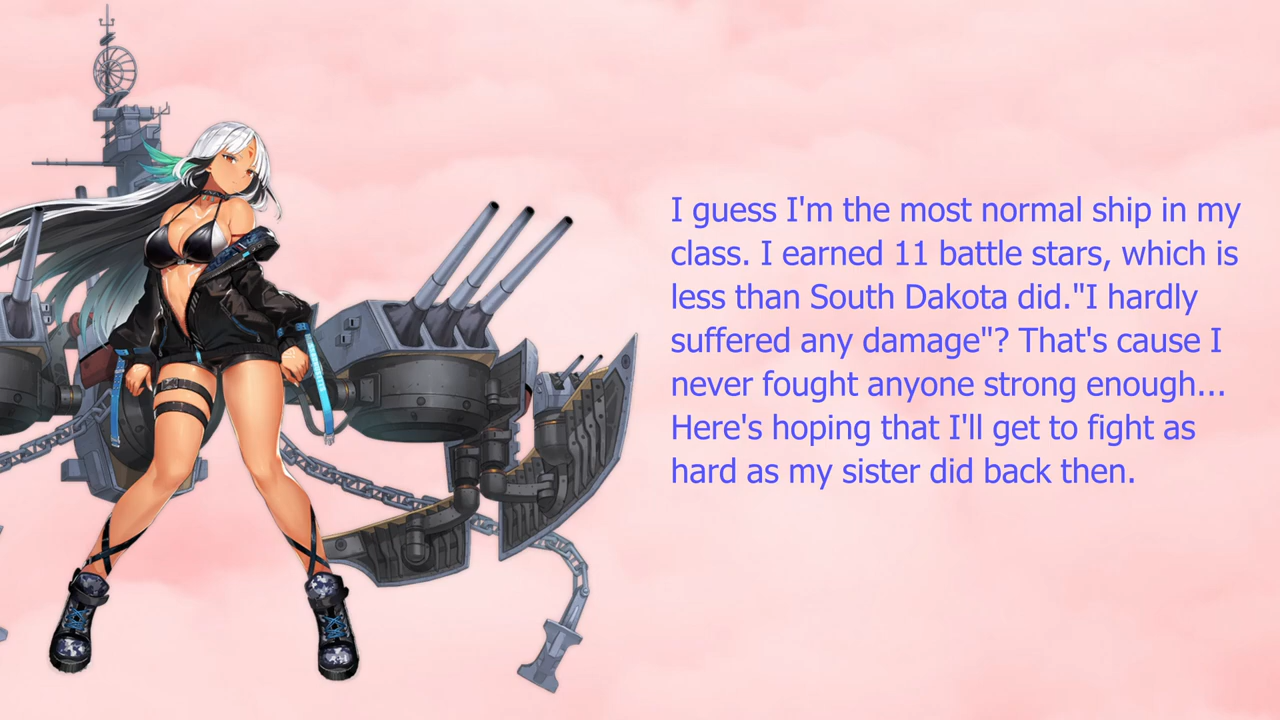 I guess I'm the most normal ship in my
class. I earned 11 battle stars, which is
less than South Dakota did."I hardly
suffered any damage"? That's cause I
never fought anyone strong enough...
Here's hoping that I'll get to fight as
hard as my sister did back then.